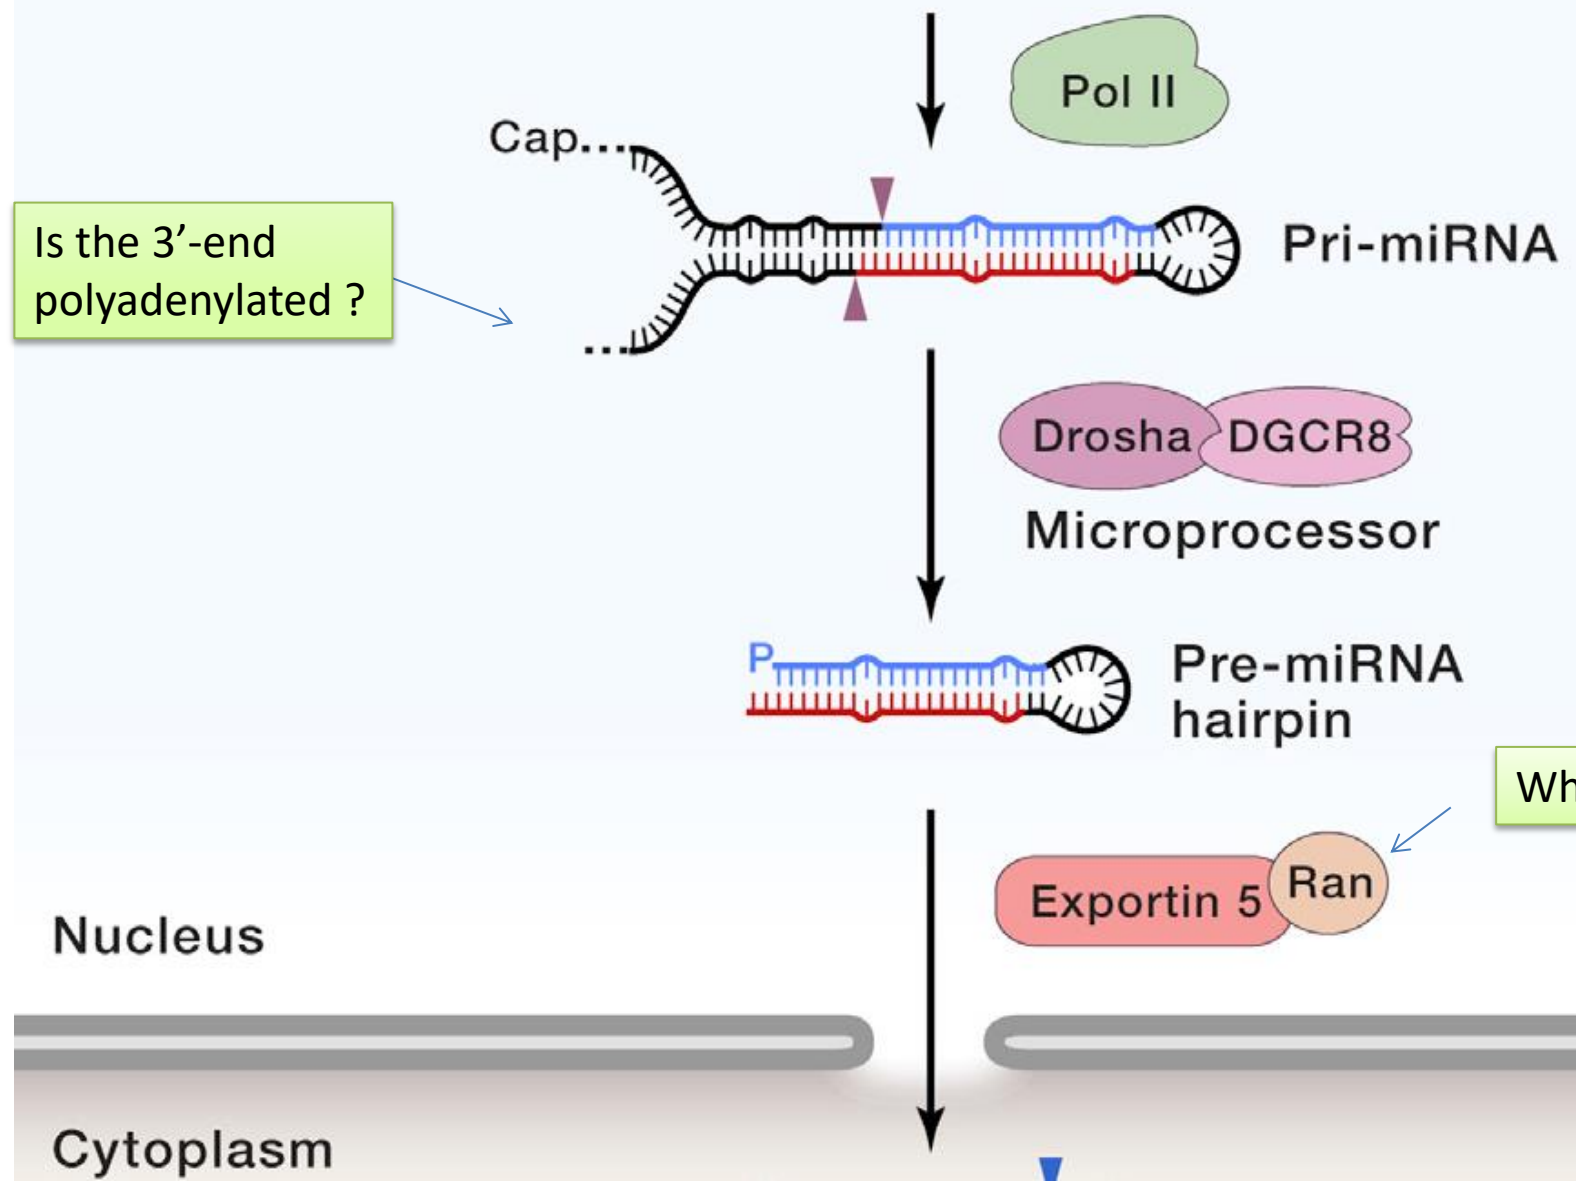 Pol II
Cap....
Is the 3’-end
polyadenylated ?
Pri-miRNA
...
Drosha
DGCR8
Microprocessor
P
Pre-miRNA
hairpin
Wh
Exportin 5
Ran
Nucleus
Cytoplasm